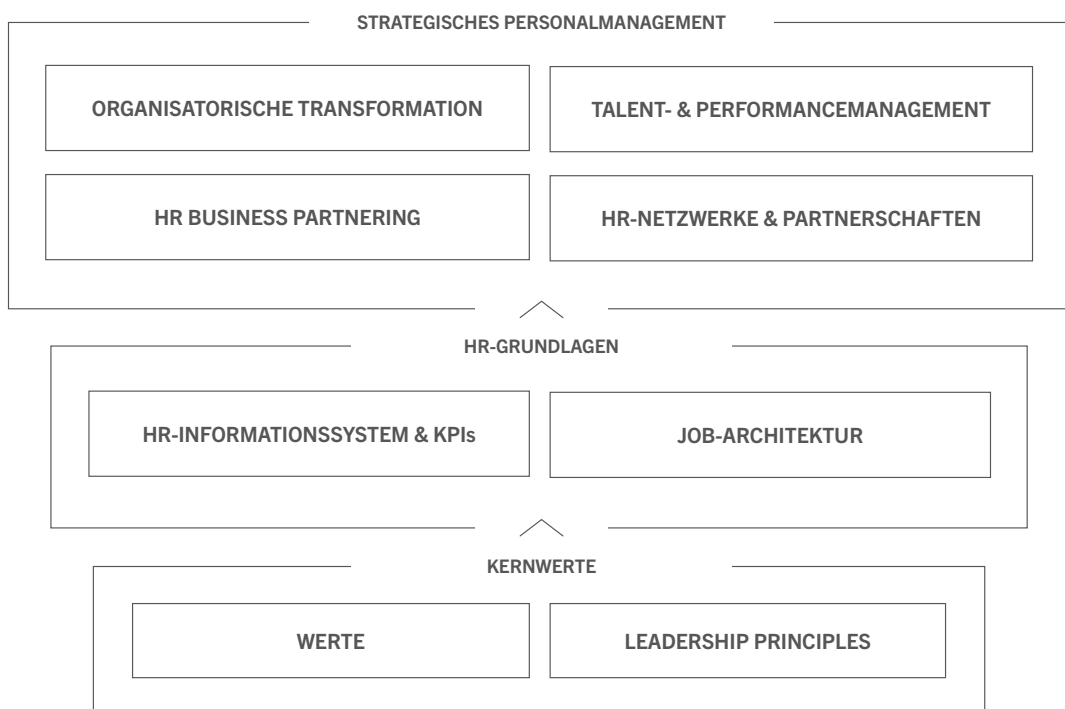 STRATEGISCHES PERSONALMANAGEMENT
ORGANISATORISCHE TRANSFORMATION
TALENT- & PERFORMANCEMANAGEMENT
HR BUSINESS PARTNERING
HR-NETZWERKE & PARTNERSCHAFTEN
HR-GRUNDLAGEN
HR-INFORMATIONSSYSTEM & KPIs
JOB-ARCHITEKTUR
KERNWERTE
WERTE
LEADERSHIP PRINCIPLES